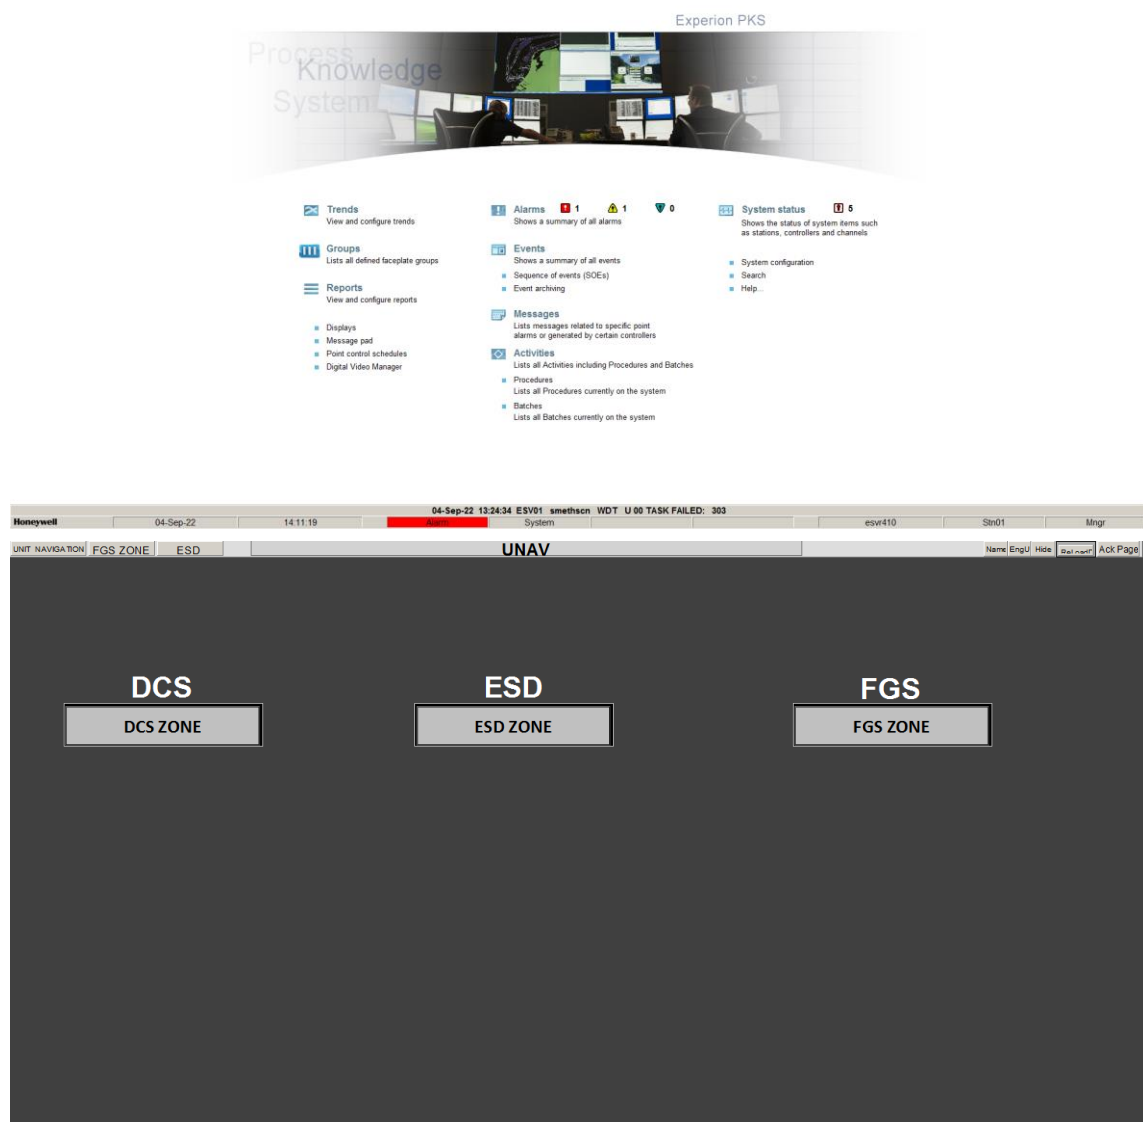 Experion PKS
Process
Knowledge
System
Trends
View and configure trends
Groups
Lists all defined faceplate groups
Reports
View and configure reports
Displays
Message pad
Point control schedules
Digital Video Manager
Alarms 1 1 0
Shows a summary of all alarms
Events
Shows a summary of all events
Sequence of events (SOEs)
Event archiving
Messages
Lists messages related to specific point
alarms or generated by certain controllers
Activities
Lists all Activities including Procedures and Batches
Procedures
Lists all Procedures currently on the system
Batches
Lists all Batches currently on the system
System status 5
Shows the status of system items such
as stations, controllers and channels
System configuration
Search
Help...
04-Sep-22 13:24:34 ESV01 smethscn WDT U 00 TASK FAILED: 303
Honeywell 04-Sep-22 14:11:19 Alarm System esvr410 Stn01 Mngr
UNIT NAVIGATION FGS ZONE ESD UNAV Name EngU Hide Ack Page
DCS ESD FGS
DCS ZONE ESD ZONE FGS ZONE